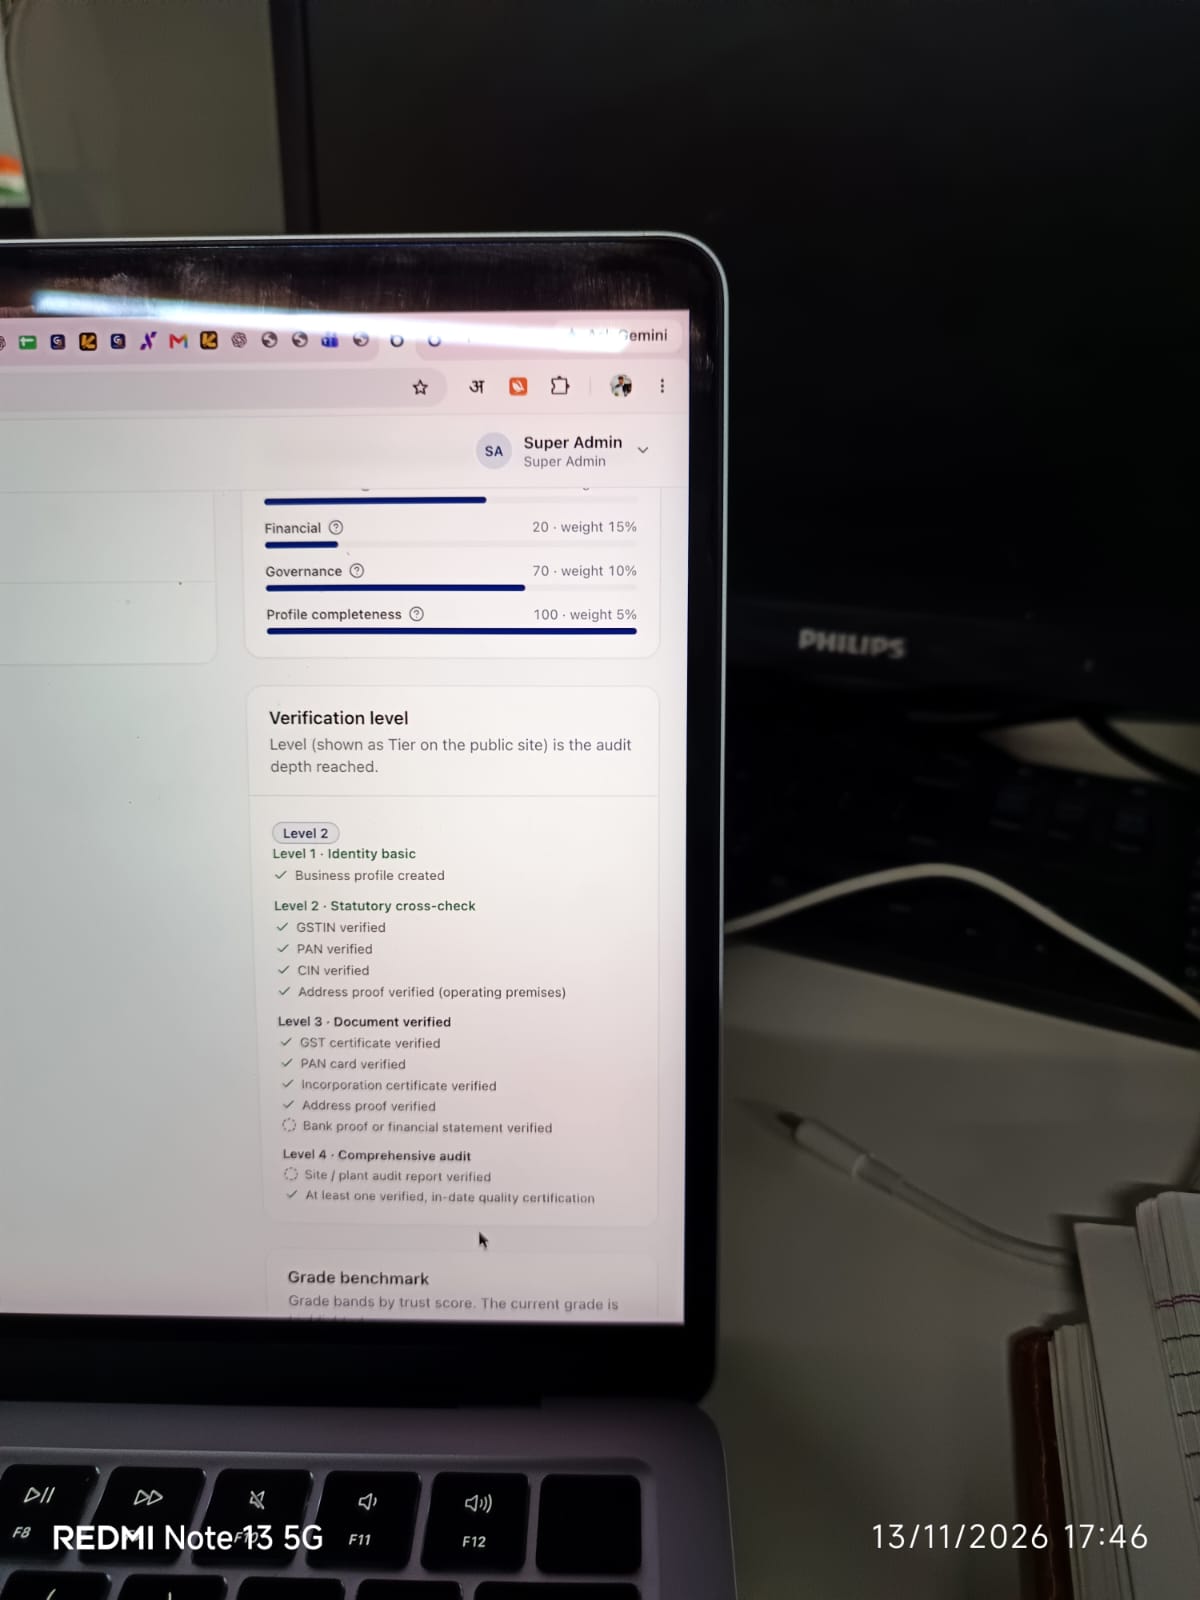 Gemini
अ
SA
Super Admin
Super Admin
Financial ? 20 · weight 15%
Governance ? 70 · weight 10%
Profile completeness ? 100 · weight 5%
PHILIPS
Verification level
Level (shown as Tier on the public site) is the audit
depth reached.
Level 2
Level 1 · Identity basic
Business profile created
Level 2 · Statutory cross-check
GSTIN verified
PAN verified
CIN verified
Address proof verified (operating premises)
Level 3 · Document verified
GST certificate verified
PAN card verified
Incorporation certificate verified
Address proof verified
Bank proof or financial statement verified
Level 4 · Comprehensive audit
Site / plant audit report verified
At least one verified, in-date quality certification
Grade benchmark
Grade bands by trust score. The current grade is
F8 F11 F12
REDMI Note 13 5G
13/11/2026 17:46